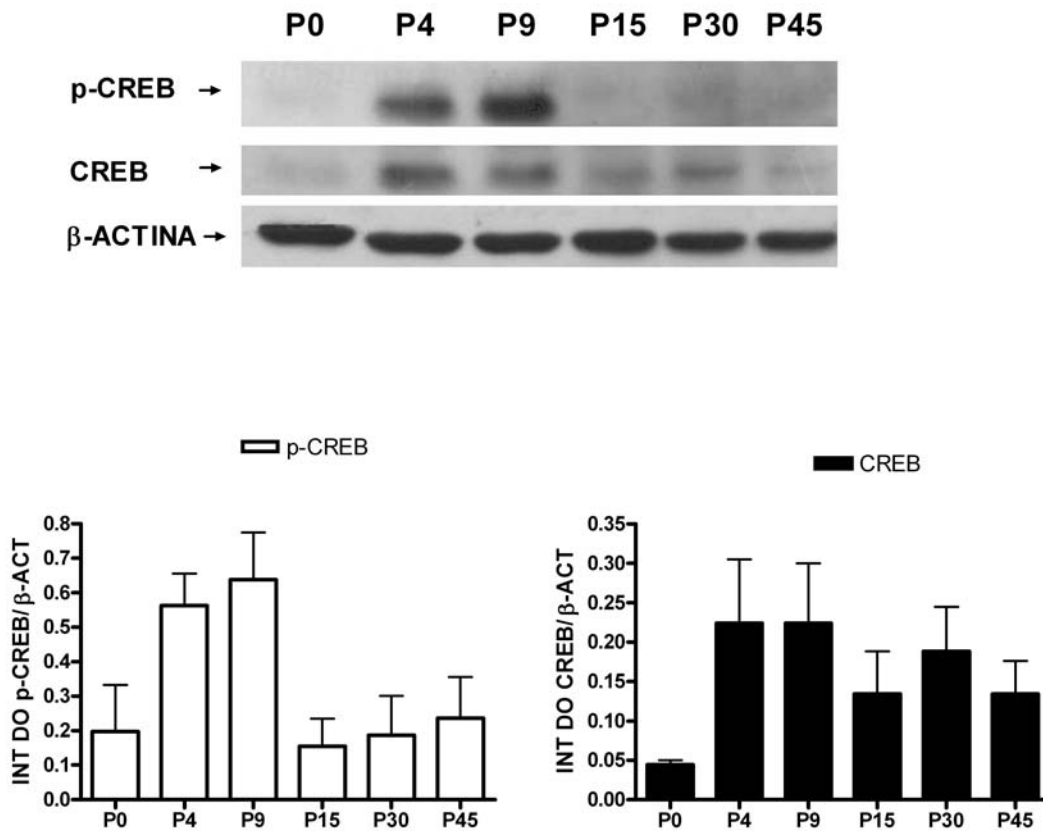 P0 P4 P9 P15 P30 P45
p-CREB
CREB
β-ACTINA
p-CREB
INT DO p-CREB/β-ACT
0.8
0.7
0.6
0.5
0.4
0.3
0.2
0.1
0.0
P0 P4 P9 P15 P30 P45
CREB
INT DO CREB/β-ACT
0.35
0.30
0.25
0.20
0.15
0.10
0.05
0.00
P0 P4 P9 P15 P30 P45